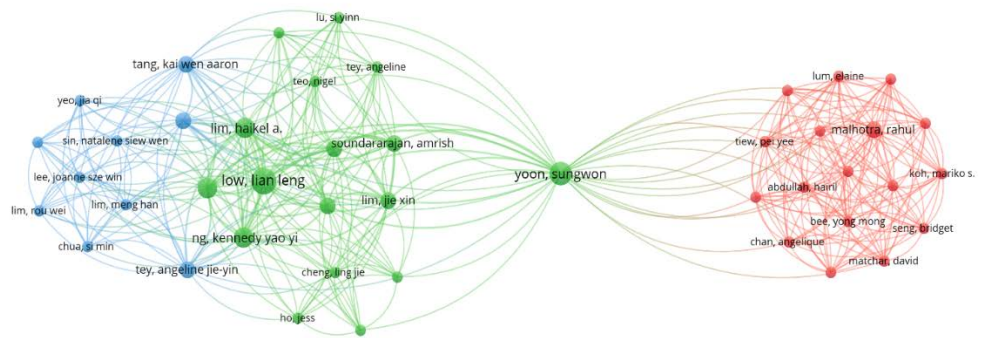 lu, si yinn
tang, kai wen aaron
tey, angeline
teo, nigel
lum, elaine
yeo, jia qi
lim, haikel a.
malhotra, rahul
sin, natalene siew wen
soundararajan, amrish
tiew, pei yee
lee, joanne sze win
low, lian leng
yoon, sungwon
koh, mariko s.
abdullah, hairil
lim, rou wei
lim, meng han
lim, jie xin
bee, yong mong
seng, bridget
chua, si min
ng, kennedy yao yi
chan, angelique
tey, angeline jie-yin
cheng, ling jie
matchar, david
ho, jess